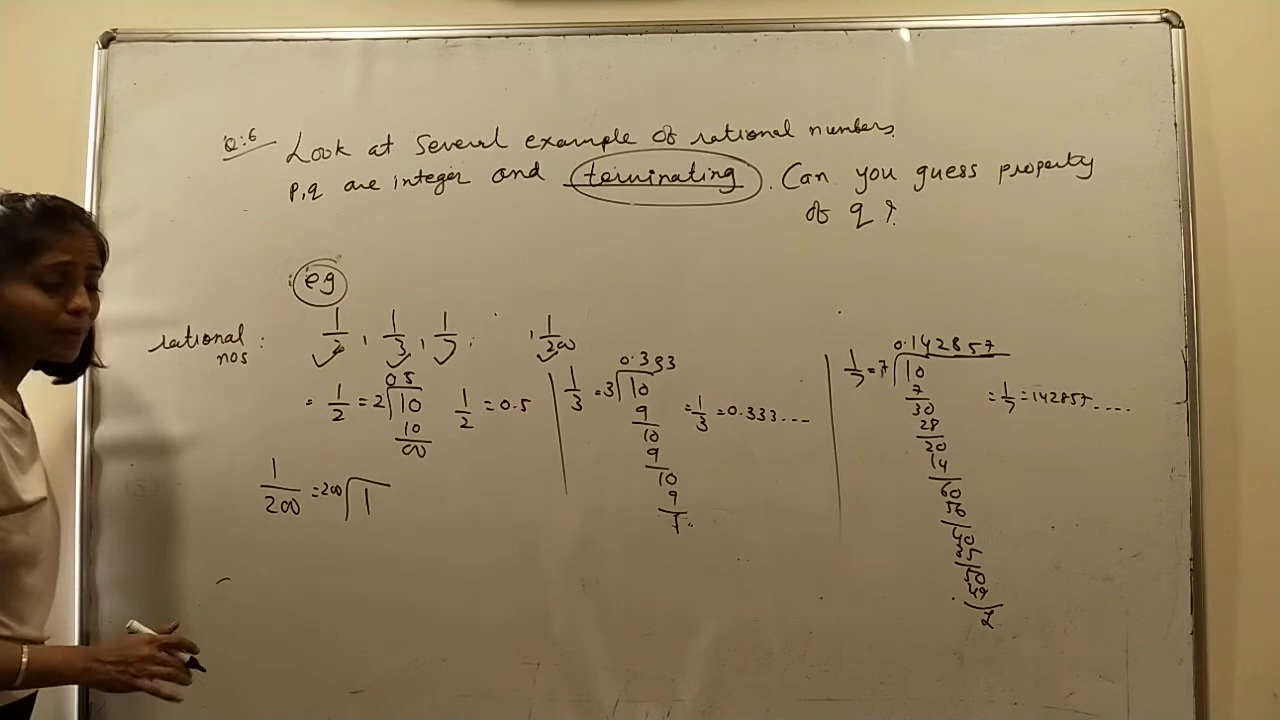 Q:6 Look at Several example of rational numbers.
p,q are integer and terminating. Can you guess property
of q?
eg
rational nos : 1/2, 1/3, 1/7, , 1/200
= 1/2 = 2 10 1/2 = 0.5
0.5
10
00
1/3 = 3 10 = 1/3 = 0.333....
0.333
9
10
9
10
9
1..
1/7 = 7 10 = 1/7 = 142857....
0.142857
7
30
28
20
14
60
56
40
50
49
1/200 = 200 1